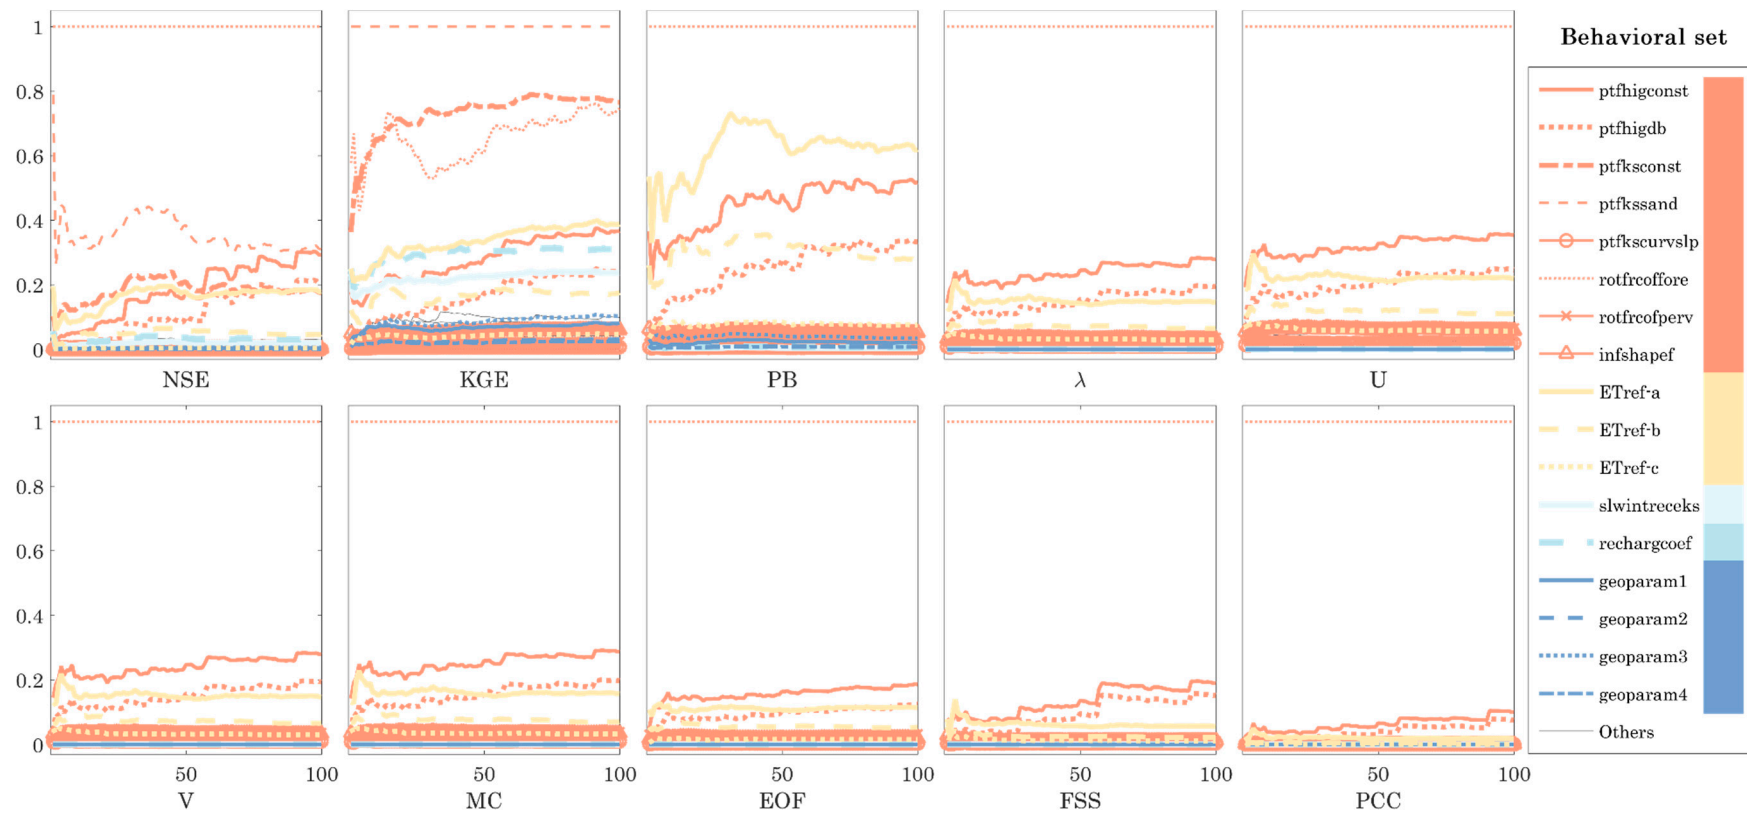 1
0.8
0.6
0.4
0.2
0
NSE
KGE
PB
λ
U
1
0.8
0.6
0.4
0.2
0
50
100
50
100
50
100
50
100
50
100
V
MC
EOF
FSS
PCC
Behavioral set
ptfhigconst
ptfhigdb
ptfksconst
ptfkssand
ptfkscurvslp
rotfrcoffore
rotfrcofperv
infshapef
ETref-a
ETref-b
ETref-c
slwintreceks
rechargcoef
geoparam1
geoparam2
geoparam3
geoparam4
Others